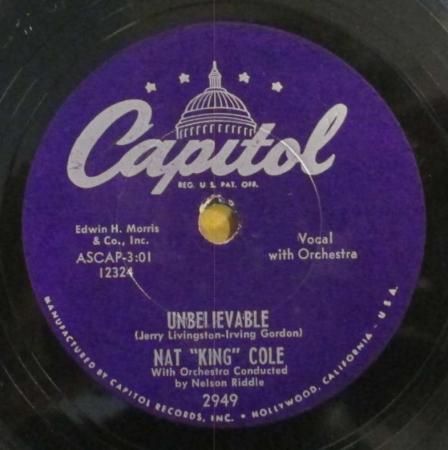 Capitol
REG. U.S. PAT. OFF.
Edwin H. Morris
& Co., Inc.
ASCAP-3:01
12324
Vocal
with Orchestra
UNBELIEVABLE
(Jerry Livingston-Irving Gordon)
NAT "KING" COLE
With Orchestra Conducted
by Nelson Riddle
2949
MANUFACTURED BY CAPITOL RECORDS, INC. • HOLLYWOOD, CALIFORNIA - U.S.A.